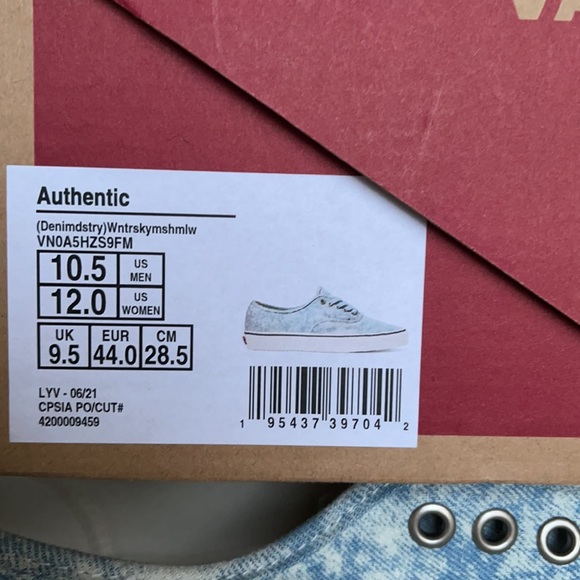 VA
Authentic
(Denimdstry)Wntrskymshmlw
VN0A5HZS9FM
10.5 US MEN
12.0 US WOMEN
UK EUR CM
9.5 44.0 28.5
LYV - 06/21
CPSIA PO/CUT#
4200009459
1 95437 39704 2